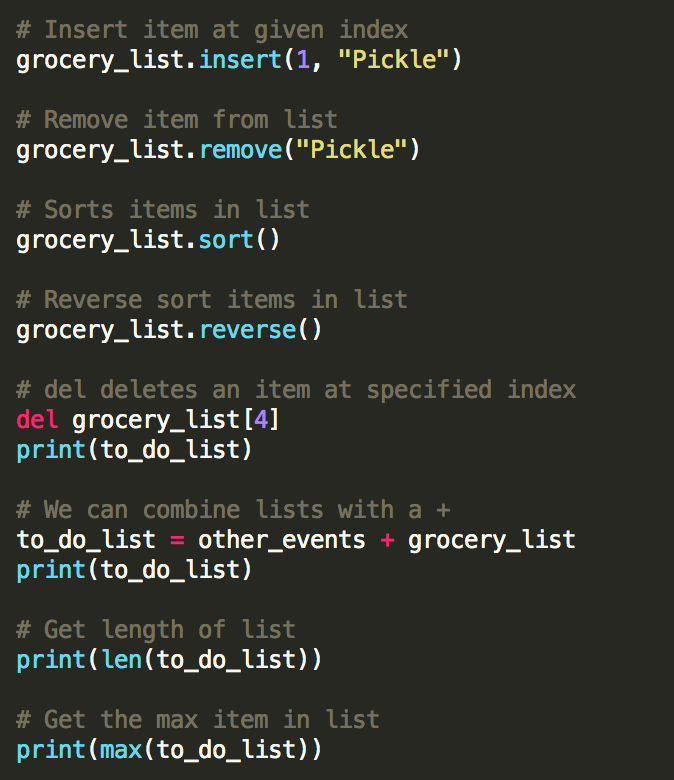 # Insert item at given index
grocery_list.insert(1, "Pickle")
# Remove item from list
grocery_list.remove("Pickle")
# Sorts items in list
grocery_list.sort()
# Reverse sort items in list
grocery_list.reverse()
# del deletes an item at specified index
del grocery_list[4]
print(to_do_list)
# We can combine lists with a +
to_do_list = other_events + grocery_list
print(to_do_list)
# Get length of list
print(len(to_do_list))
# Get the max item in list
print(max(to_do_list))